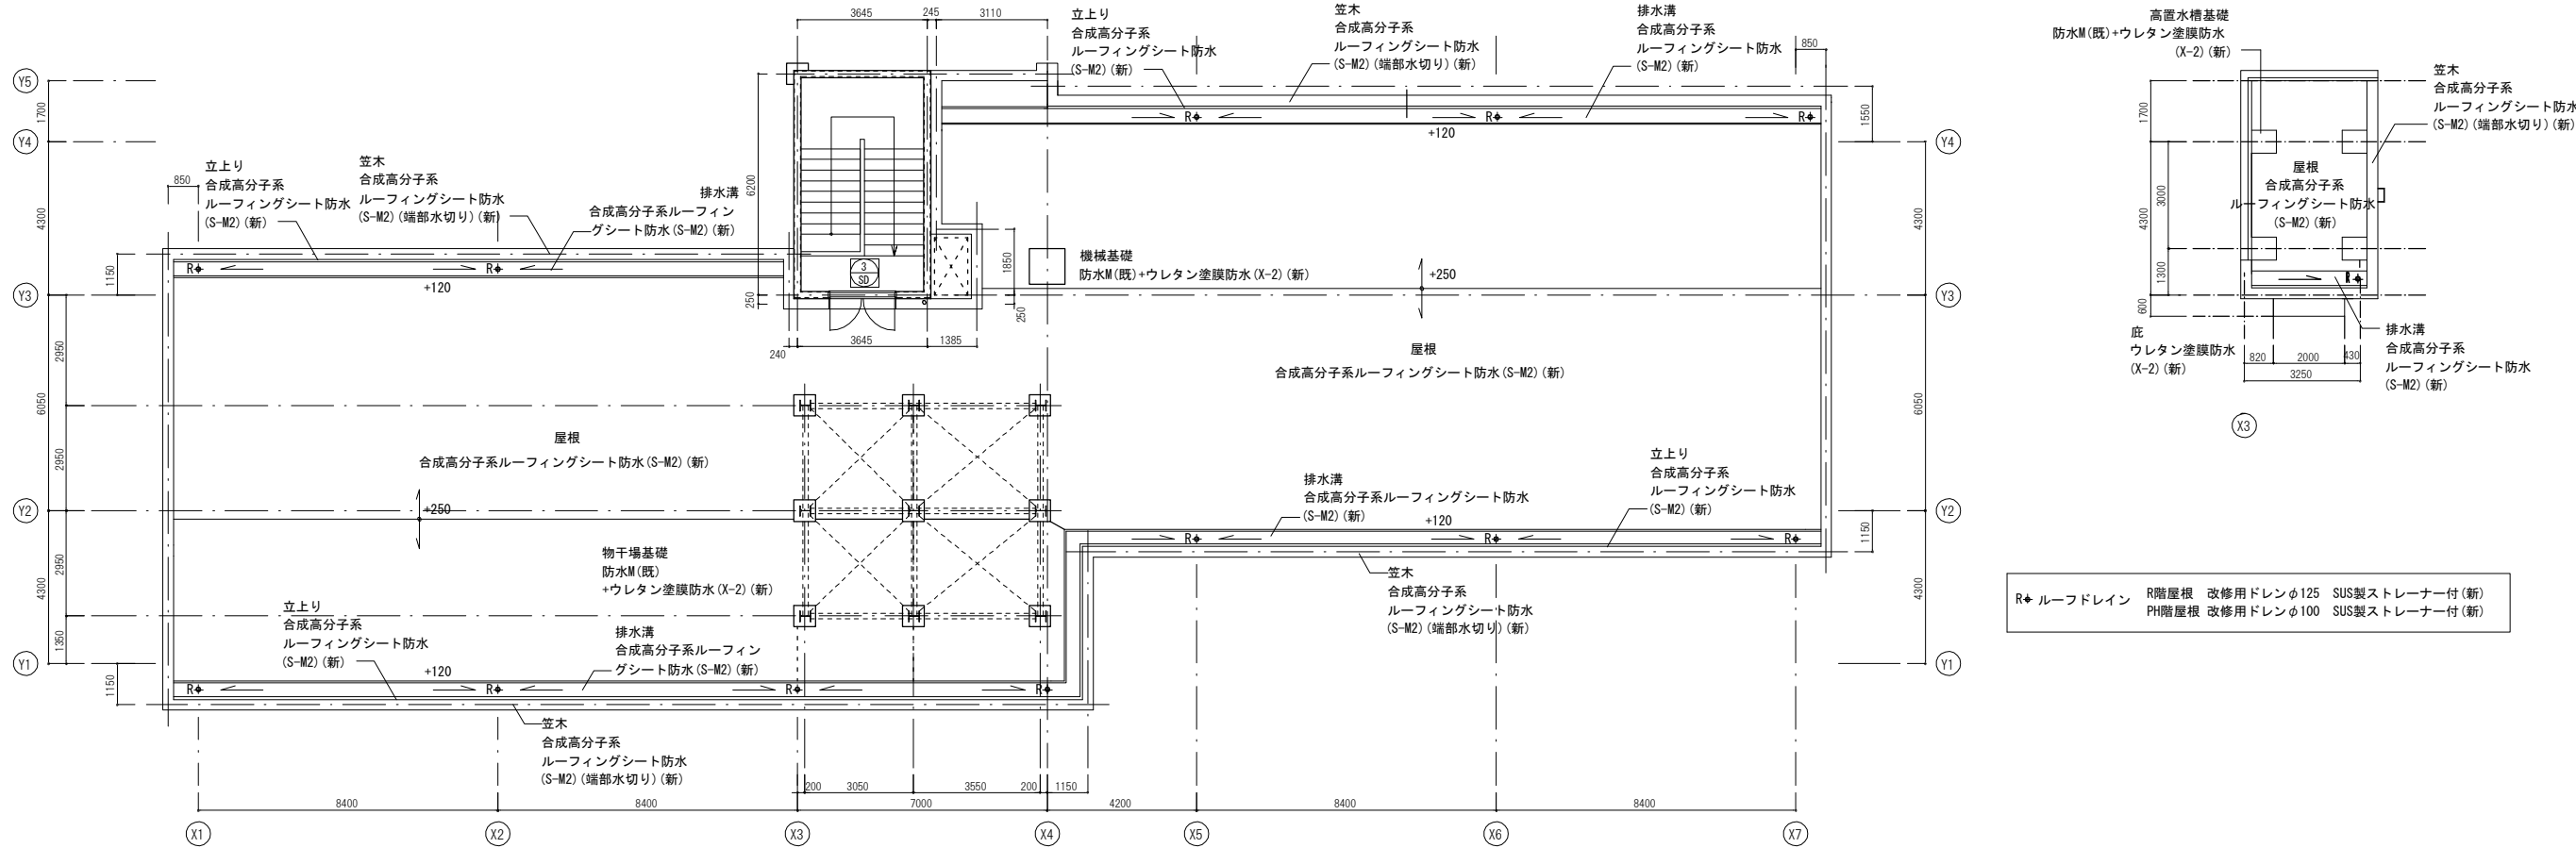 3645
245
3110
立上り
合成高分子系
ルーフィングシート防水
(S-M2)(新)
笠木
合成高分子系
ルーフィングシート防水
(S-M2)(端部水切り)(新)
排水溝
合成高分子系
ルーフィングシート防水
(S-M2)(新)
850
高置水槽基礎
防水M(既)+ウレタン塗膜防水
(X-2)(新)
笠木
合成高分子系
ルーフィングシート防水
(S-M2)(端部水切り)(新)
Y5
1700
Y4
4300
Y3
2950
6050
2950
Y2
2950
4300
1350
Y1
850
立上り
合成高分子系
ルーフィングシート防水
(S-M2)(新)
笠木
合成高分子系
ルーフィングシート防水
(S-M2)(端部水切り)(新)
排水溝
合成高分子系ルーフィン
グシート防水(S-M2)(新)
6200
1150
R
R
+120
250
3
SD
240
3645
1385
1850
250
R
R
R
+120
1550
機械基礎
防水M(既)+ウレタン塗膜防水(X-2)(新)
+250
屋根
合成高分子系ルーフィングシート防水(S-M2)(新)
Y4
4300
Y3
6050
Y2
1150
4300
Y1
1700
3000
4300
1300
600
屋根
合成高分子系
ルーフィングシート防水
(S-M2)(新)
R
庇
ウレタン塗膜防水
(X-2)(新)
820
2000
430
3250
排水溝
合成高分子系
ルーフィングシート防水
(S-M2)(新)
X3
屋根
合成高分子系ルーフィングシート防水(S-M2)(新)
+250
物干場基礎
防水M(既)
+ウレタン塗膜防水(X-2)(新)
排水溝
合成高分子系ルーフィングシート防水
(S-M2)(新)
+120
立上り
合成高分子系
ルーフィングシート防水
(S-M2)(新)
R
R
R
笠木
合成高分子系
ルーフィングシート防水
(S-M2)(端部水切り)(新)
立上り
合成高分子系
ルーフィングシート防水
(S-M2)(新)
+120
排水溝
合成高分子系ルーフィン
グシート防水(S-M2)(新)
1150
R
R
R
R
笠木
合成高分子系
ルーフィングシート防水
(S-M2)(端部水切り)(新)
R ルーフドレイン R階屋根 改修用ドレンφ125 SUS製ストレーナー付(新)
PH階屋根 改修用ドレンφ100 SUS製ストレーナー付(新)
200
3050
3550
200
1150
8400
8400
7000
4200
8400
8400
X1
X2
X3
X4
X5
X6
X7